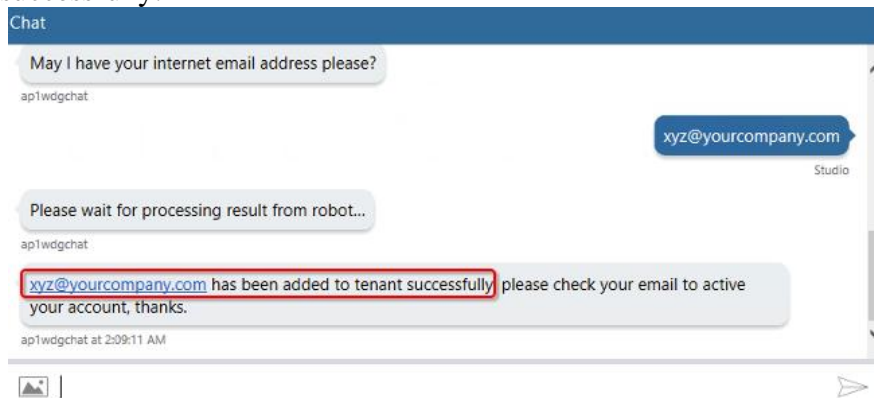 Chat
May I have your internet email address please?
ap1wdgchat
xyz@yourcompany.com
Studio
Please wait for processing result from robot...
ap1wdgchat
xyz@yourcompany.com has been added to tenant successfully please check your email to active
your account, thanks.
ap1wdgchat at 2:09:11 AM